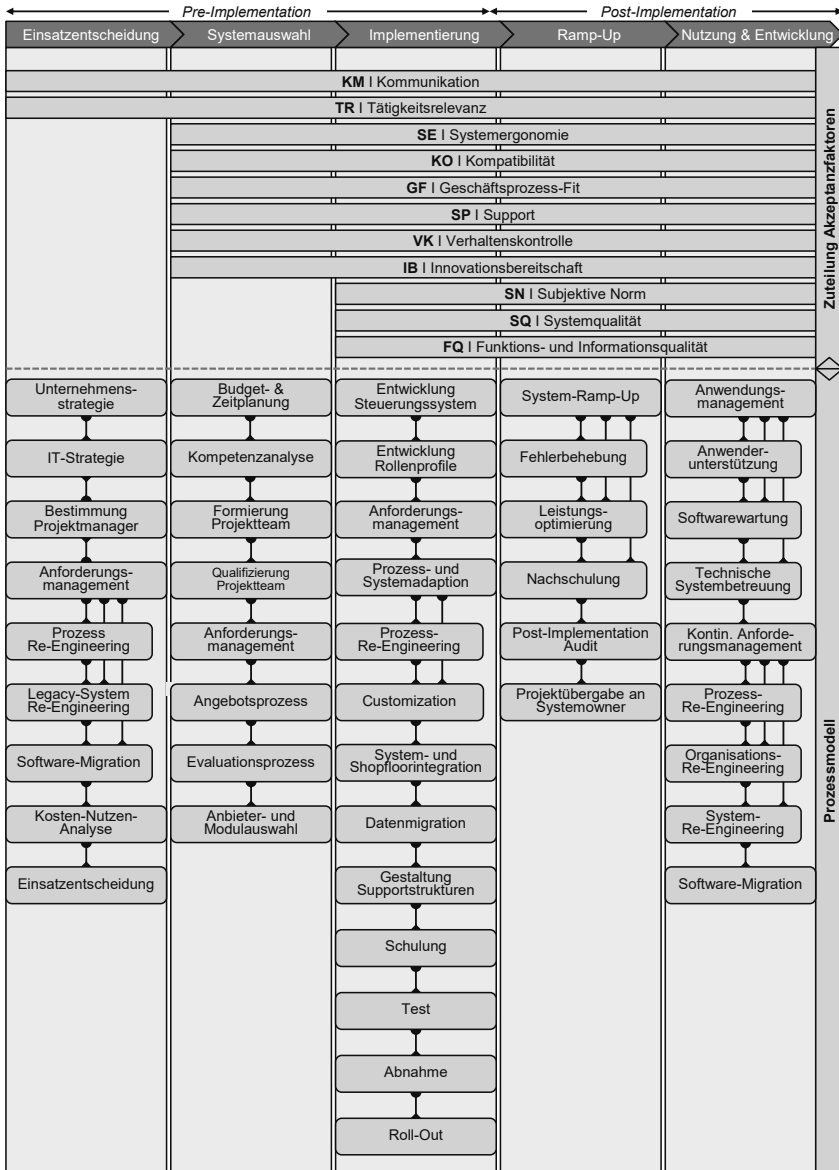 Pre-Implementation
Post-Implementation
Einsatzentscheidung
Systemauswahl
Implementierung
Ramp-Up
Nutzung & Entwicklung
KM I Kommunikation
TR I Tätigkeitsrelevanz
SE I Systemergonomie
KO I Kompatibilität
GF I Geschäftsprozess-Fit
SP I Support
VK I Verhaltenskontrolle
IB I Innovationsbereitschaft
SN I Subjektive Norm
SQ I Systemqualität
FQ I Funktions- und Informationsqualität
Zuteilung Akzeptanzfaktoren
Unternehmens-
strategie
IT-Strategie
Bestimmung
Projektmanager
Anforderungs-
management
Prozess
Re-Engineering
Legacy-System
Re-Engineering
Software-Migration
Kosten-Nutzen-
Analyse
Einsatzentscheidung
Budget- &
Zeitplanung
Kompetenzanalyse
Formierung
Projektteam
Qualifizierung
Projektteam
Anforderungs-
management
Angebotsprozess
Evaluationsprozess
Anbieter- und
Modulauswahl
Entwicklung
Steuerungssystem
Entwicklung
Rollenprofile
Anforderungs-
management
Prozess- und
Systemadaption
Prozess-
Re-Engineering
Customization
System- und
Shopfloorintegration
Datenmigration
Gestaltung
Supportstrukturen
Schulung
Test
Abnahme
Roll-Out
System-Ramp-Up
Fehlerbehebung
Leistungs-
optimierung
Nachschulung
Post-Implementation
Audit
Projektübergabe an
Systemowner
Anwendungs-
management
Anwender-
unterstützung
Softwarewartung
Technische
Systembetreuung
Kontin. Anforde-
rungsmanagement
Prozess-
Re-Engineering
Organisations-
Re-Engineering
System-
Re-Engineering
Software-Migration
Prozessmodell